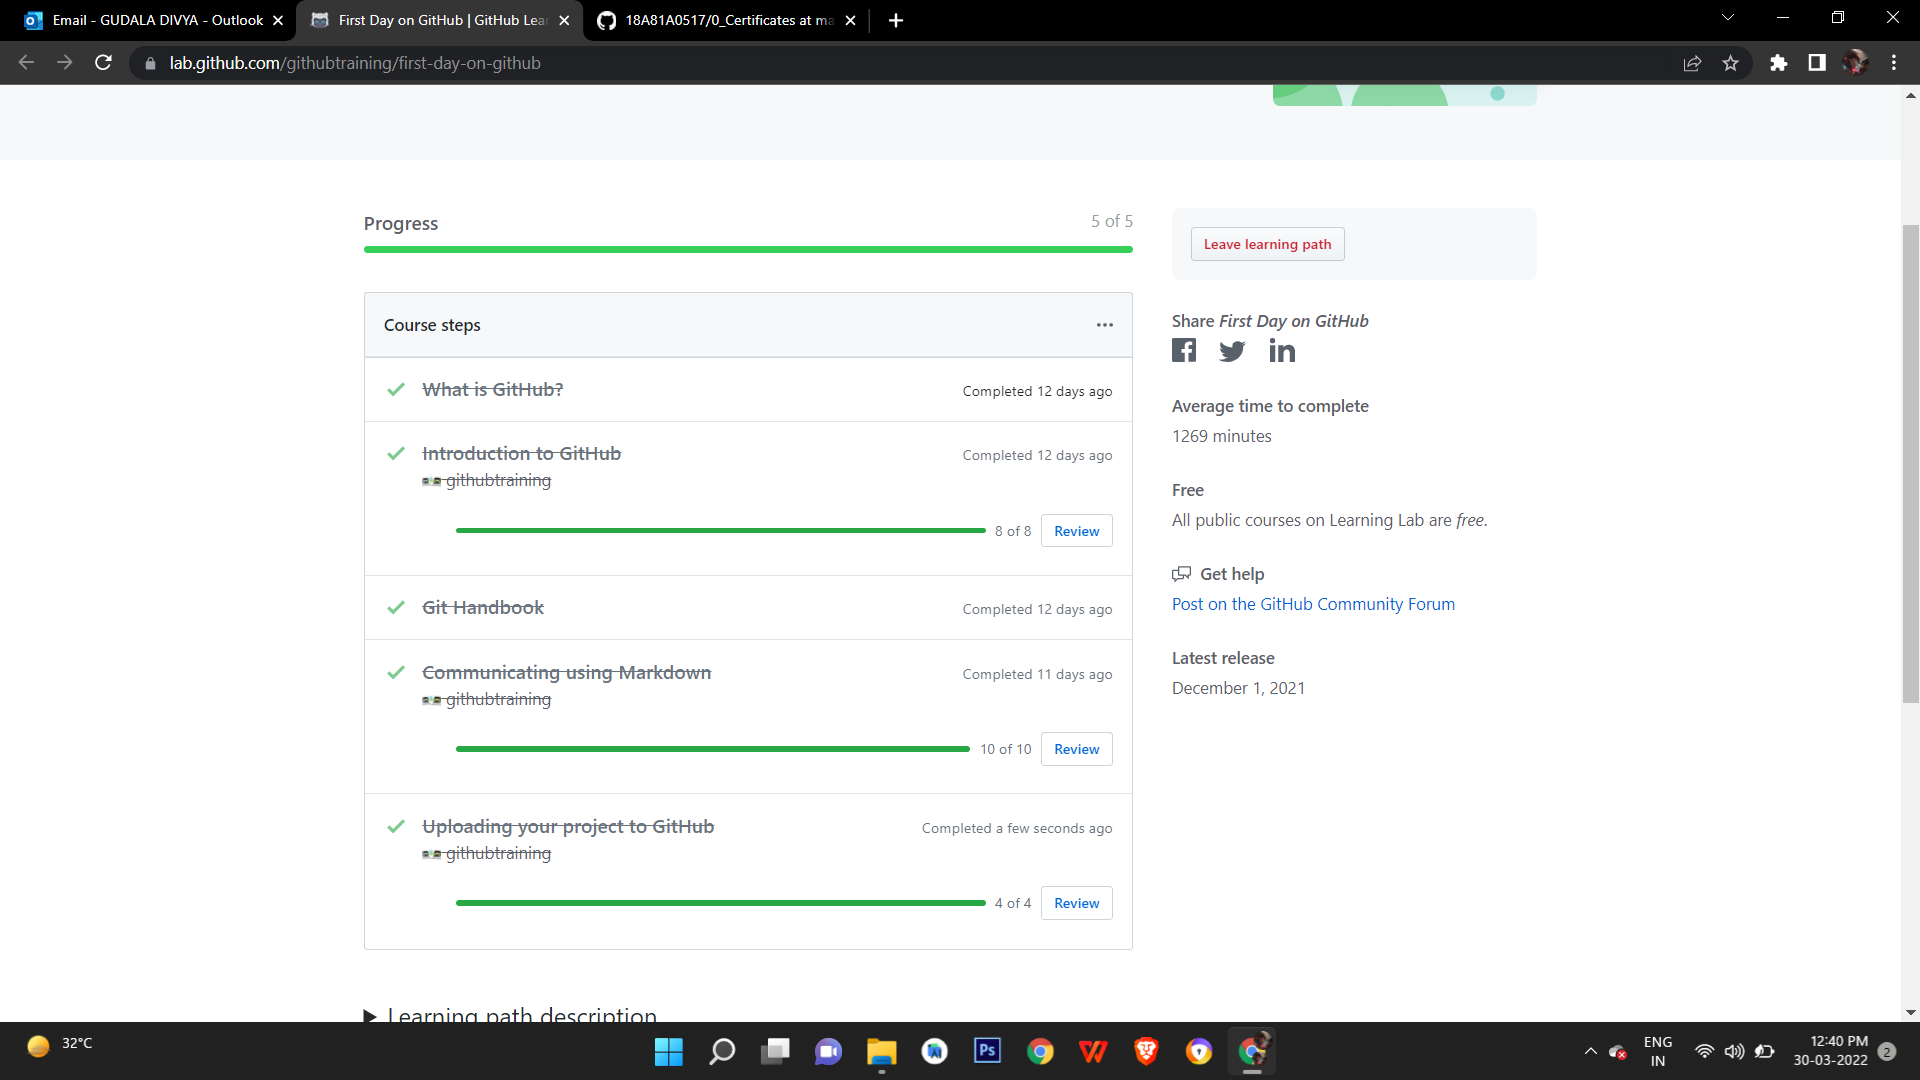 Email - GUDALA DIVYA - Outlook
First Day on GitHub | GitHub Lea
18A81A0517/0_Certificates at ma
lab.github.com/githubtraining/first-day-on-github
Progress
5 of 5
Leave learning path
Course steps
Share First Day on GitHub
What is GitHub?
Completed 12 days ago
Average time to complete
1269 minutes
Introduction to GitHub
Completed 12 days ago
githubtraining
8 of 8
Review
Free
All public courses on Learning Lab are free.
Git Handbook
Completed 12 days ago
Get help
Post on the GitHub Community Forum
Communicating using Markdown
Completed 11 days ago
githubtraining
10 of 10
Review
Latest release
December 1, 2021
Uploading your project to GitHub
Completed a few seconds ago
githubtraining
4 of 4
Review
Learning path description
32°C
Ps
ENG
IN
12:40 PM
30-03-2022
2